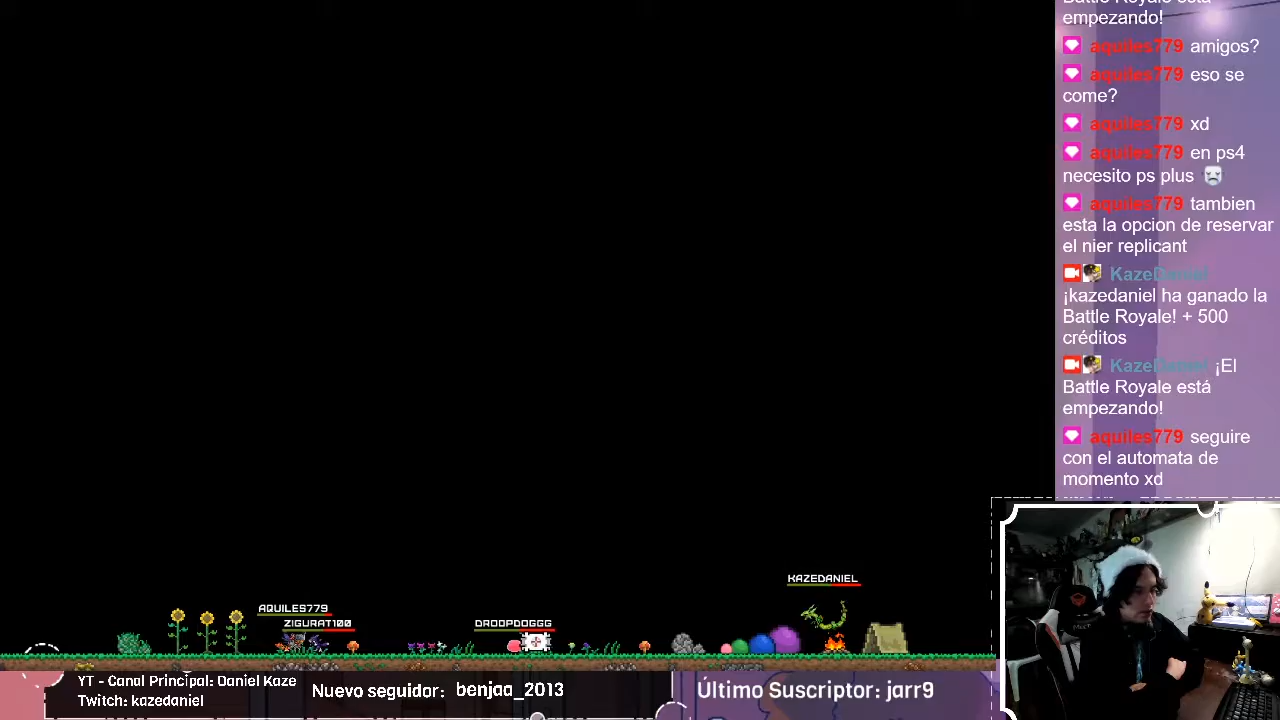 empezando!
aquiles779 amigos?
aquiles779 eso se
come?
aquiles779 xd
aquiles779 en ps4
necesito ps plus
aquiles779 tambien
esta la opcion de reservar
el nier replicant
KazeDaniel
¡kazedaniel ha ganado la
Battle Royale! + 500
créditos
KazeDaniel ¡El
Battle Royale está
empezando!
aquiles779 seguire
con el automata de
momento xd
KAZEDANIEL
AQUILES779
ZIGURAT100
DROOPDOGGG
YT - Canal Principal: Daniel Kaze
Twitch: kazedaniel
Nuevo seguidor: benjaa_2013
Último Suscriptor: jarr9